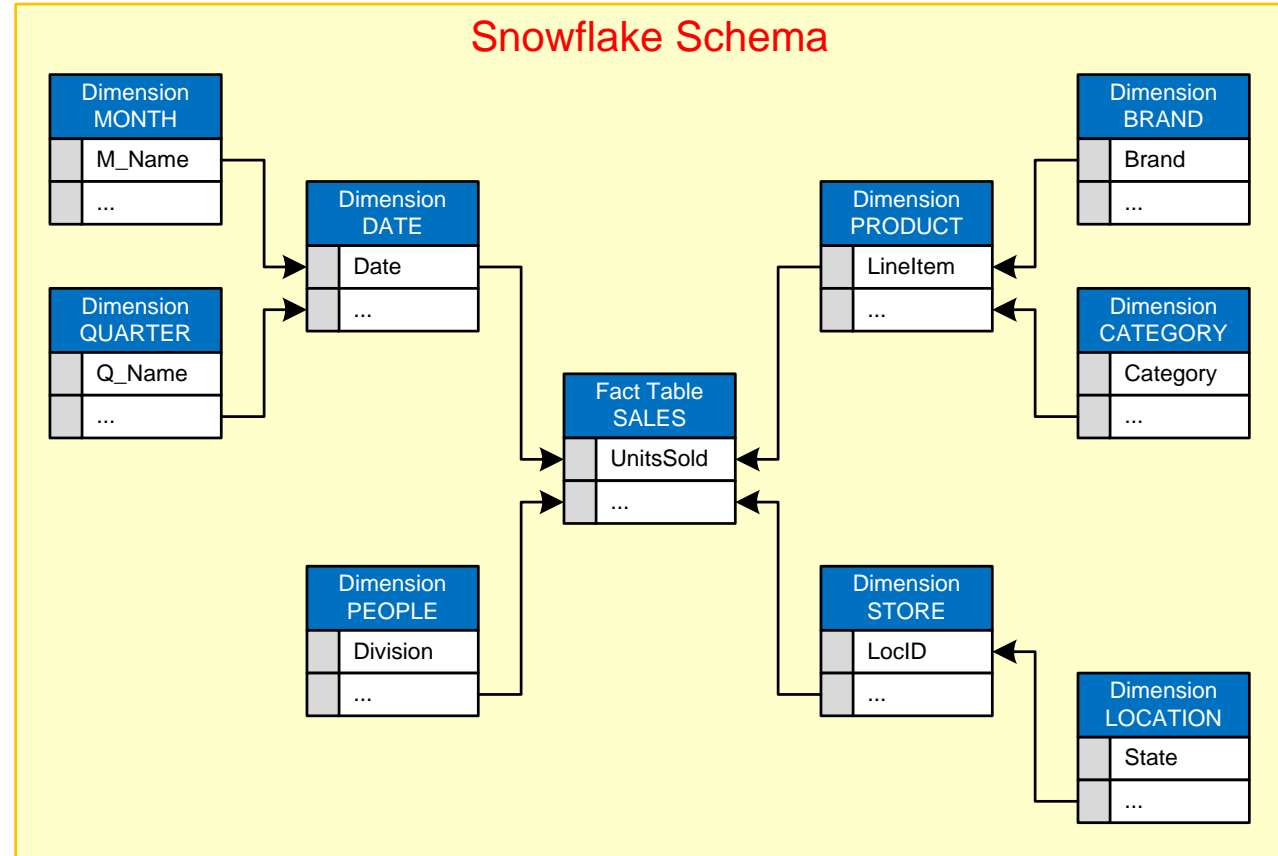 Snowflake Schema
Dimension
MONTH
M_Name
...
Dimension
QUARTER
Q_Name
...
Dimension
DATE
Date
...
Dimension
PEOPLE
Division
...
Fact Table
SALES
UnitsSold
...
Dimension
PRODUCT
LineItem
...
Dimension
STORE
LocID
...
Dimension
BRAND
Brand
...
Dimension
CATEGORY
Category
...
Dimension
LOCATION
State
...